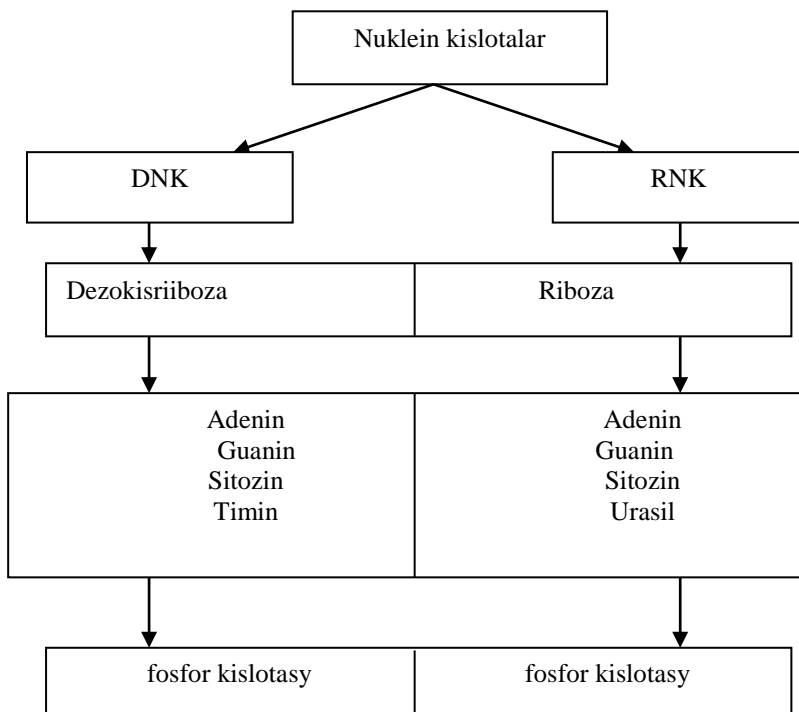 Nuklein kislotalar
DNK
RNK
Dezokisriiboza
Riboza
Adenin
Guanin
Sitozin
Timin
Adenin
Guanin
Sitozin
Urasil
fosfor kislotasy
fosfor kislotasy